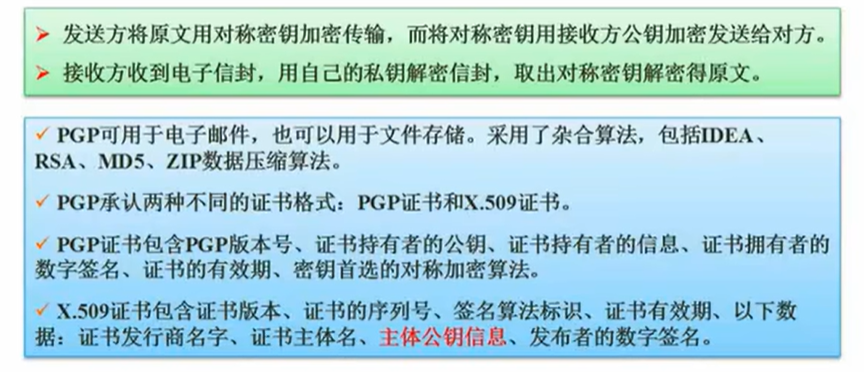 ➢ 发送方将原文用对称密钥加密传输，而将对称密钥用接收方公钥加密发送给对方。
➢ 接收方收到电子信封，用自己的私钥解密信封，取出对称密钥解密得原文。
✓ PGP可用于电子邮件，也可以用于文件存储。采用了杂合算法，包括IDEA、
RSA、MD5、ZIP数据压缩算法。
✓ PGP承认两种不同的证书格式：PGP证书和X.509证书。
✓ PGP证书包含PGP版本号、证书持有者的公钥、证书持有者的信息、证书拥有者的
数字签名、证书的有效期、密钥首选的对称加密算法。
✓ X.509证书包含证书版本、证书的序列号、签名算法标识、证书有效期、以下数
据：证书发行商名字、证书主体名、主体公钥信息、发布者的数字签名。